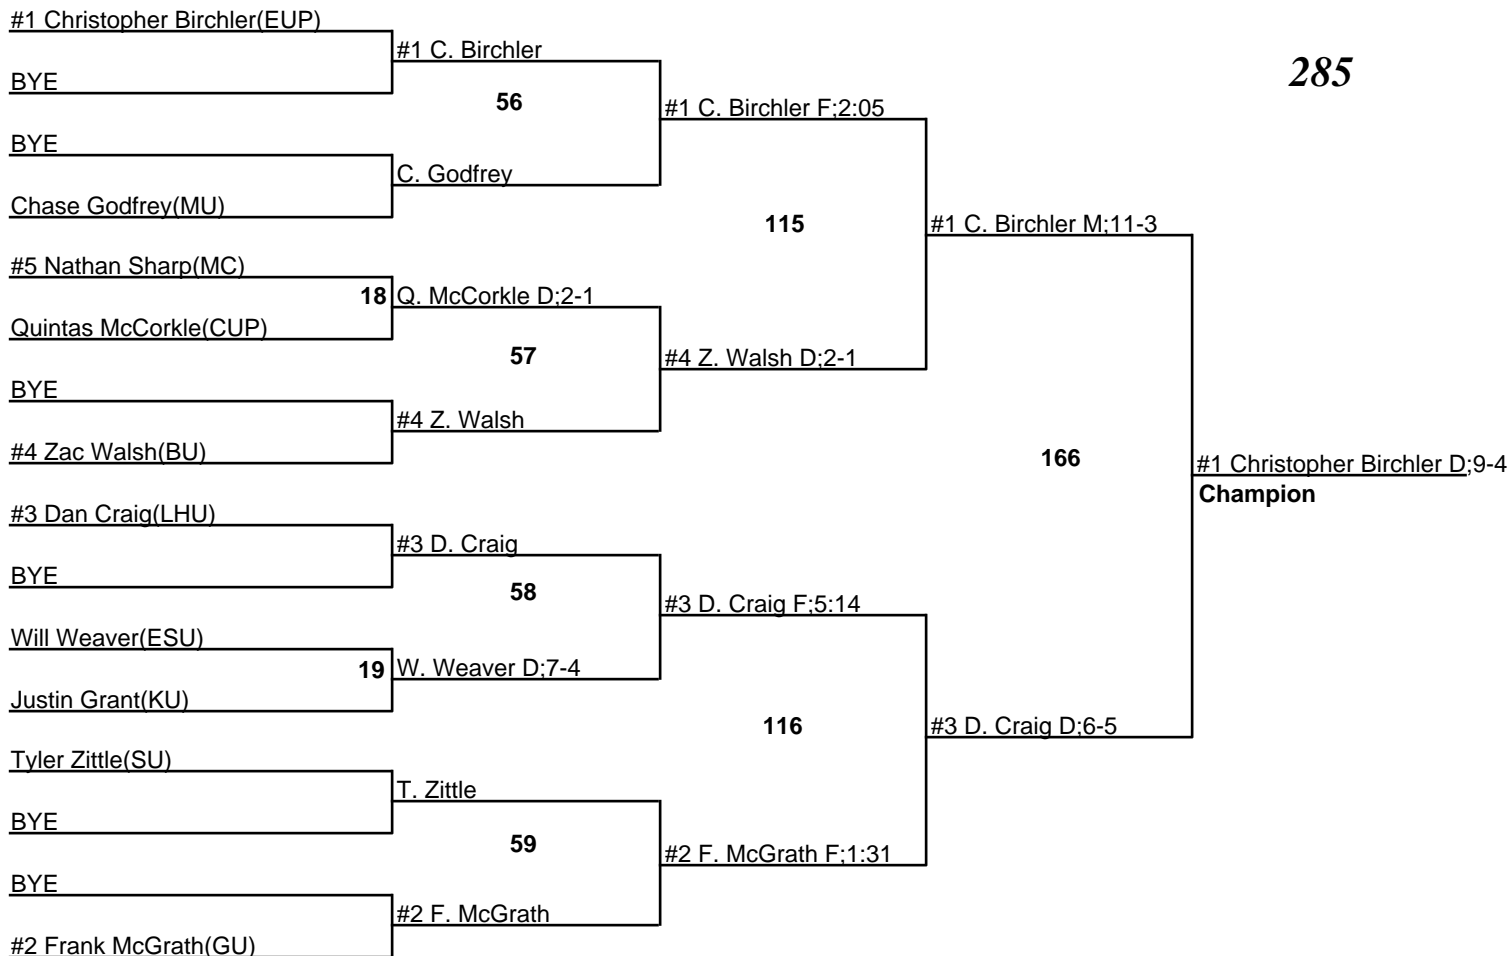 #1 Christopher Birchler(EUP)
#1 C. Birchler
285
BYE
56
#1 C. Birchler F;2:05
BYE
C. Godfrey
Chase Godfrey(MU)
115
#1 C. Birchler M;11-3
#5 Nathan Sharp(MC)
18 Q. McCorkle D;2-1
Quintas McCorkle(CUP)
57
#4 Z. Walsh D;2-1
BYE
#4 Z. Walsh
#4 Zac Walsh(BU)
166
#1 Christopher Birchler D;9-4
Champion
#3 Dan Craig(LHU)
#3 D. Craig
BYE
58
#3 D. Craig F;5:14
Will Weaver(ESU)
19 W. Weaver D;7-4
Justin Grant(KU)
116
#3 D. Craig D;6-5
Tyler Zittle(SU)
T. Zittle
BYE
59
#2 F. McGrath F;1:31
BYE
#2 F. McGrath
#2 Frank McGrath(GU)